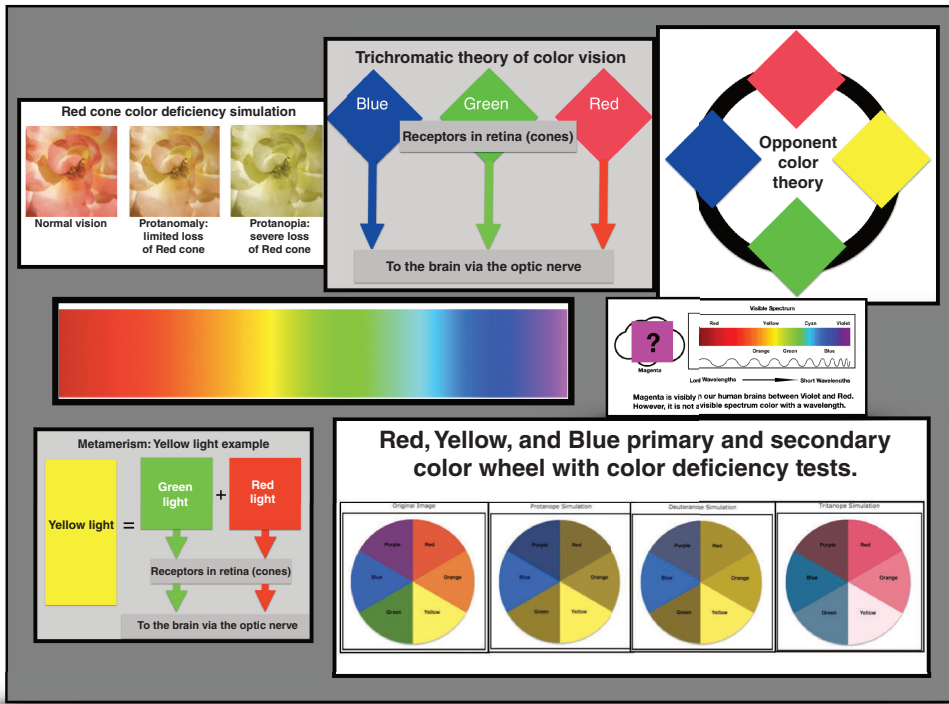 Trichromatic theory of color vision
Blue
Green
Red
Receptors in retina (cones)
To the brain via the optic nerve
Red cone color deficiency simulation
Normal vision
Protanomaly:
limited loss
of Red cone
Protanopia:
severe loss
of Red cone
Opponent
color
theory
Visible Spectrum
Red
Yellow
Cyan
Violet
Orange
Green
Blue
?
Magenta
Wavelengths
Short Wavelengths
Magenta is visibly our human brains between Violet and Red.
However, it is not a visible spectrum color with a wavelength.
Metamerism: Yellow light example
Yellow light
=
Green
light
+
Red
light
Receptors in retina (cones)
To the brain via the optic nerve
Red, Yellow, and Blue primary and secondary
color wheel with color deficiency tests.
Original Image
Purple
Red
Blue
Orange
Green
Yellow
Protanope Simulation
Purple
Red
Blue
Orange
Green
Yellow
Deuteranope Simulation
Purple
Red
Blue
Orange
Green
Yellow
Tritanope Simulation
Purple
Red
Blue
Orange
Green
Yellow